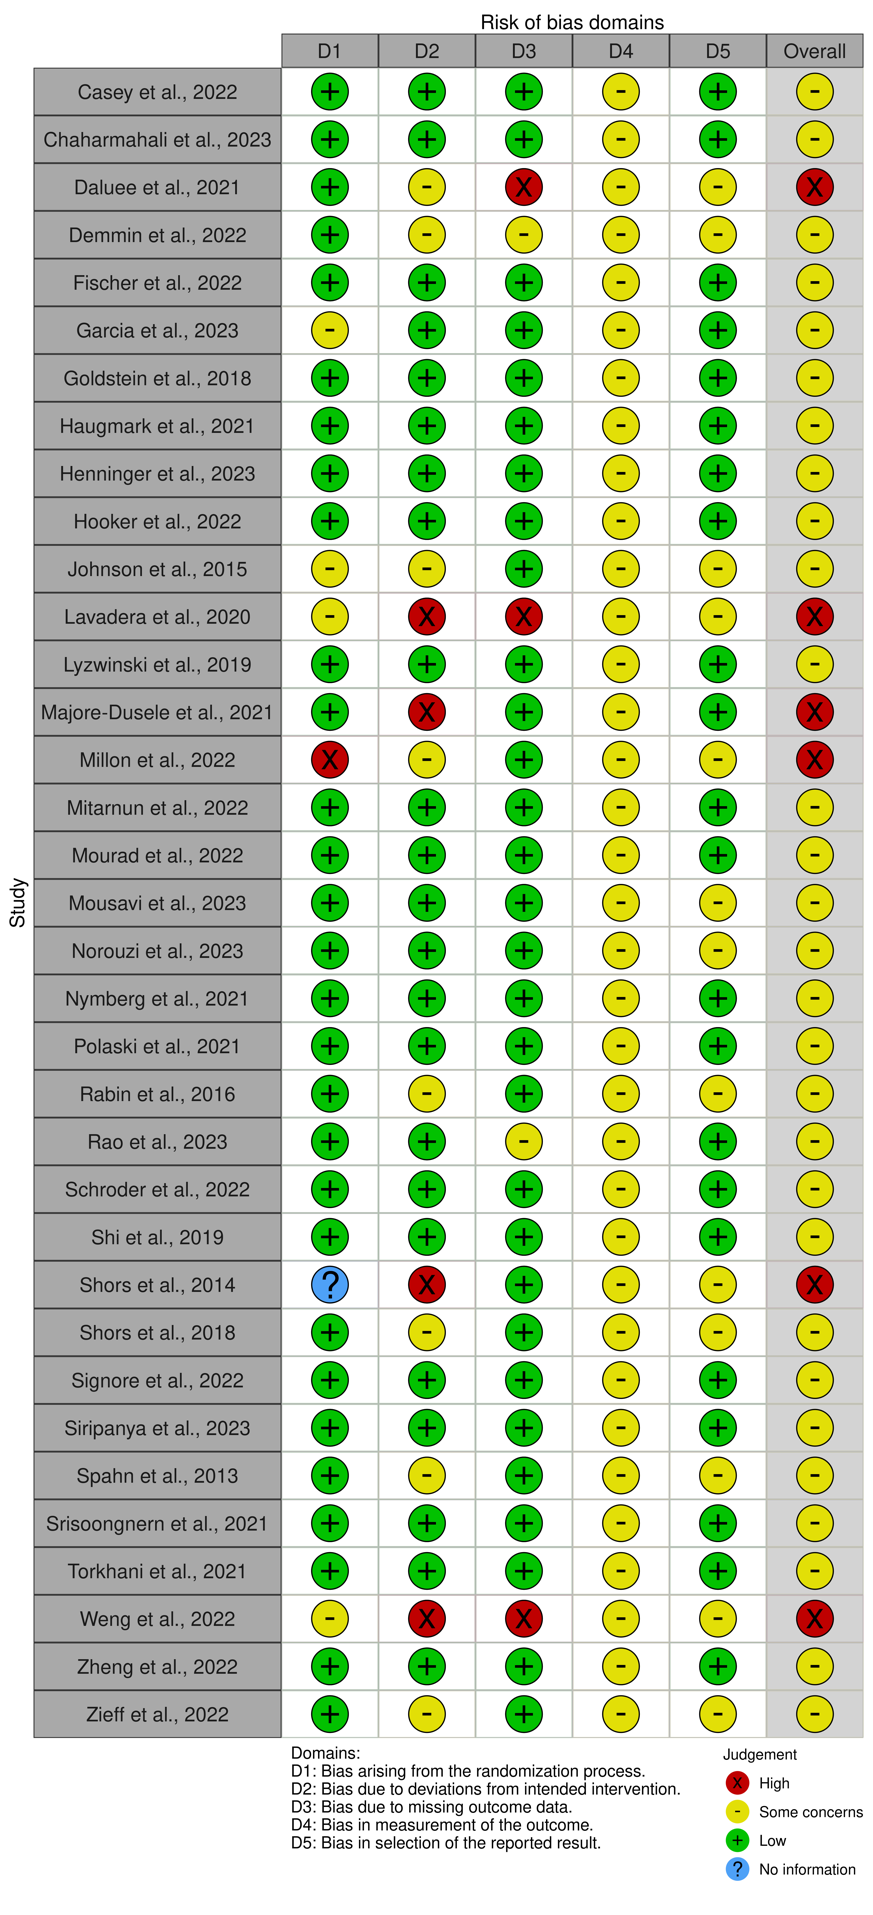 Risk of bias domains
D1 D2 D3 D4 D5 Overall
Study
Casey et al., 2022 + + + - + -
Chaharmahali et al., 2023 + + + - + -
Daluee et al., 2021 + - X - - X
Demmin et al., 2022 + - - - - -
Fischer et al., 2022 + + + - + -
Garcia et al., 2023 - + + - + -
Goldstein et al., 2018 + + + - + -
Haugmark et al., 2021 + + + - + -
Henninger et al., 2023 + + + - + -
Hooker et al., 2022 + + + - + -
Johnson et al., 2015 - - + - - -
Lavadera et al., 2020 - X X - - X
Lyzwinski et al., 2019 + + + - + -
Majore-Dusele et al., 2021 + X + - + X
Millon et al., 2022 X - + - - X
Mitarnun et al., 2022 + + + - + -
Mourad et al., 2022 + + + - + -
Mousavi et al., 2023 + + + - - -
Norouzi et al., 2023 + + + - - -
Nymberg et al., 2021 + + + - + -
Polaski et al., 2021 + + + - + -
Rabin et al., 2016 + - + - - -
Rao et al., 2023 + + - - + -
Schroder et al., 2022 + + + - + -
Shi et al., 2019 + + + - + -
Shors et al., 2014 ? X + - - X
Shors et al., 2018 + - + - - -
Signore et al., 2022 + + + - + -
Siripanya et al., 2023 + + + - + -
Spahn et al., 2013 + - + - - -
Srisoongnern et al., 2021 + + + - + -
Torkhani et al., 2021 + + + - + -
Weng et al., 2022 - X X - - X
Zheng et al., 2022 + + + - + -
Zieff et al., 2022 + - + - - -
Domains:
D1: Bias arising from the randomization process.
D2: Bias due to deviations from intended intervention.
D3: Bias due to missing outcome data.
D4: Bias in measurement of the outcome.
D5: Bias in selection of the reported result.
Judgement
X High
- Some concerns
+ Low
? No information